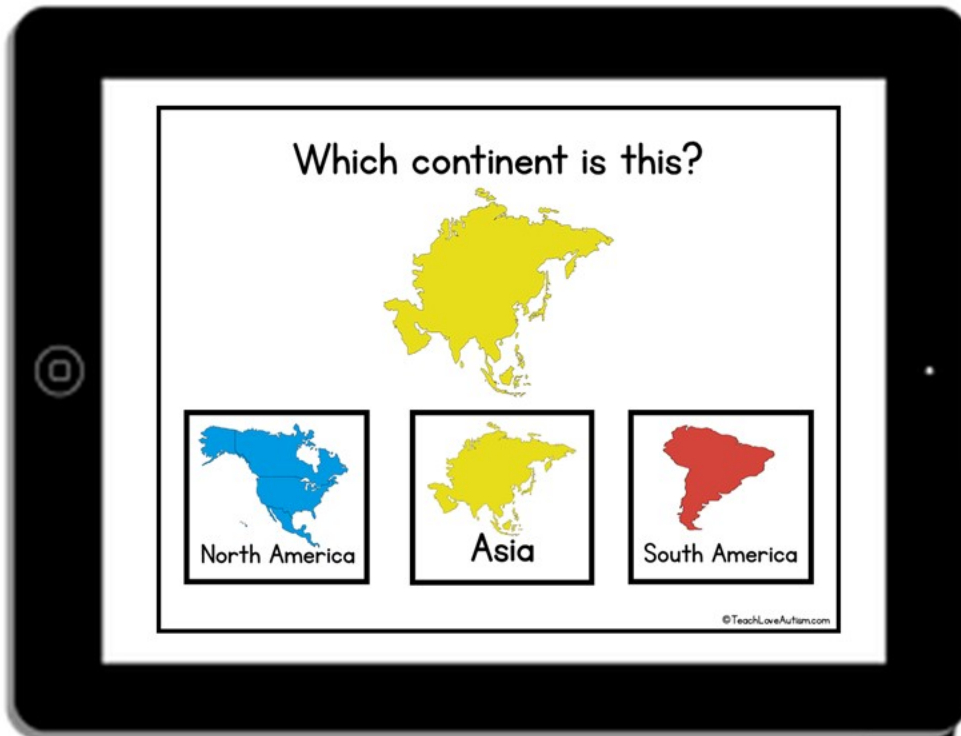 Which continent is this?
North America
Asia
South America
©TeachLoveAutism.com